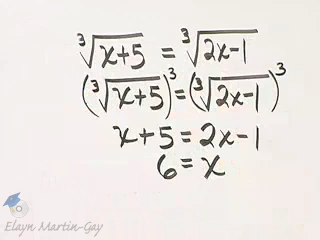 ∛(x+5) = ∛(2x-1)
(∛(x+5))³ = (∛(2x-1))³
x+5 = 2x-1
6 = x
Elayn Martin-Gay